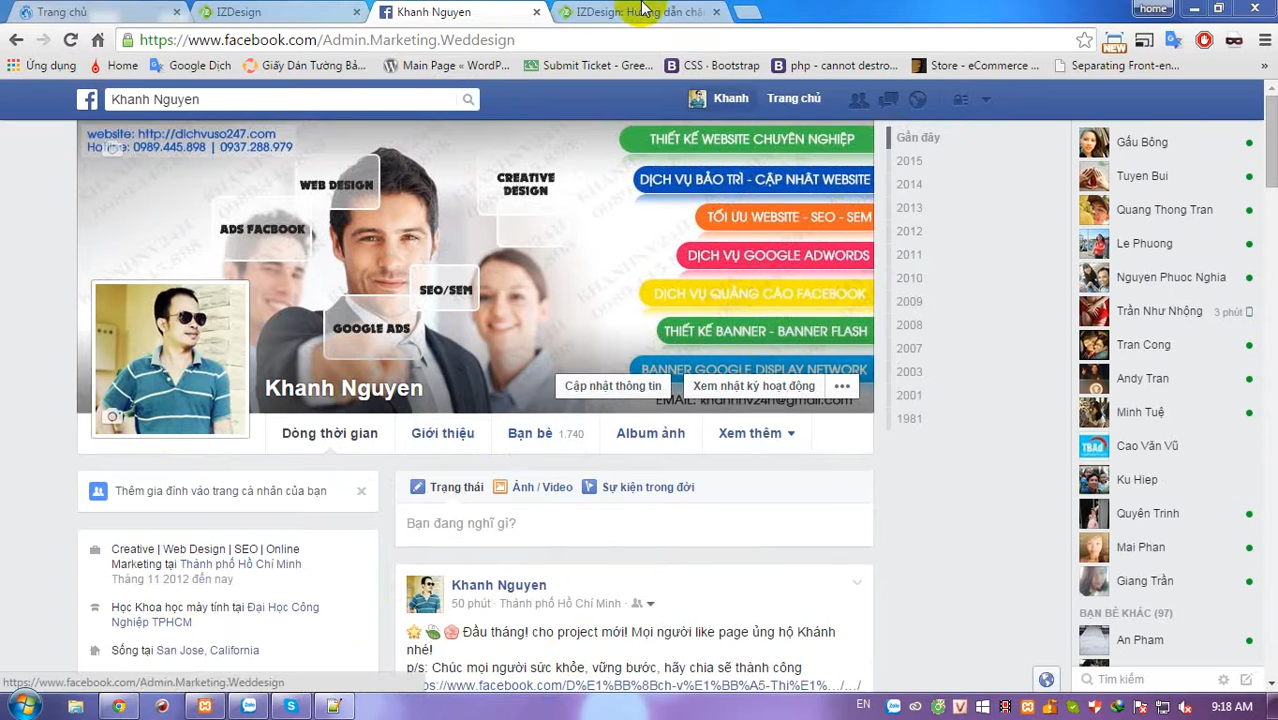 Trang chủ
IZDesign
Khanh Nguyen
IZDesign: Hướng dẫn chă
home
https://www.facebook.com/Admin.Marketing.Weddesign
NEW
Ứng dụng
Home
Google Dịch
Giấy Dán Tường Bằ...
Main Page « WordP...
Submit Ticket - Gree...
CSS · Bootstrap
php - cannot destro...
Store - eCommerce ...
Separating Front-en...
»
Khanh Nguyen
Khanh
Trang chủ
website: http://dichvuso247.com
Hotline: 0989.445.898 | 0937.288.979
WEB DESIGN
CREATIVE
DESIGN
ADS FACBOOK
SEO/SEM
GOOGLE ADS
THIẾT KẾ WEBSITE CHUYÊN NGHIỆP
DỊCH VỤ BẢO TRÌ - CẬP NHẬT WEBSITE
TỐI ƯU WEBSITE - SEO - SEM
DỊCH VỤ GOOGLE ADWORDS
DỊCH VỤ QUẢNG CÁO FACEBOOK
THIẾT KẾ BANNER - BANNER FLASH
BANNER GOOGLE DISPLAY NETWORK
EMAIL: khanhnv24h@gmail.com
Khanh Nguyen
Cập nhật thông tin
Xem nhật ký hoạt động
Dòng thời gian
Giới thiệu
Bạn bè 1.740
Album ảnh
Xem thêm
Gần đây
2015
2014
2013
2012
2011
2010
2009
2008
2007
2003
2001
1981
Thêm gia đình vào trang cá nhân của bạn
Creative | Web Design | SEO | Online
Marketing tại Thành phố Hồ Chí Minh
Tháng 11 2012 đến nay
Học Khoa học máy tính tại Đại Học Công
Nghiệp TPHCM
Sống tại San Jose, California
Trạng thái
Ảnh / Video
Sự kiện trong đời
Bạn đang nghĩ gì?
Khanh Nguyen
50 phút · Thành phố Hồ Chí Minh ·
Đầu tháng! cho project mới! Mọi người like page ủng hộ Khánh
nhé!
/s: Chúc mọi người sức khỏe, vững bước, hãy chia sẻ thành công
ttps://www.facebook.com/D%E1%BB%8Bch-v%E1%BB%A5-Thi%E1%.../.../
Gấu Bông
Tuyen Bui
Quang Thong Tran
Le Phuong
Nguyen Phuoc Nghia
Trần Như Nhộng 3 phút
Tran Cong
Andy Tran
Minh Tuệ
Cao Văn Vũ
Ku Hiep
Quyên Trinh
Mai Phan
Giang Trần
BẠN BÈ KHÁC (97)
An Pham
Tìm kiếm
https://www.facebook.com/Admin.Marketing.Weddesign
EN
9:18 AM